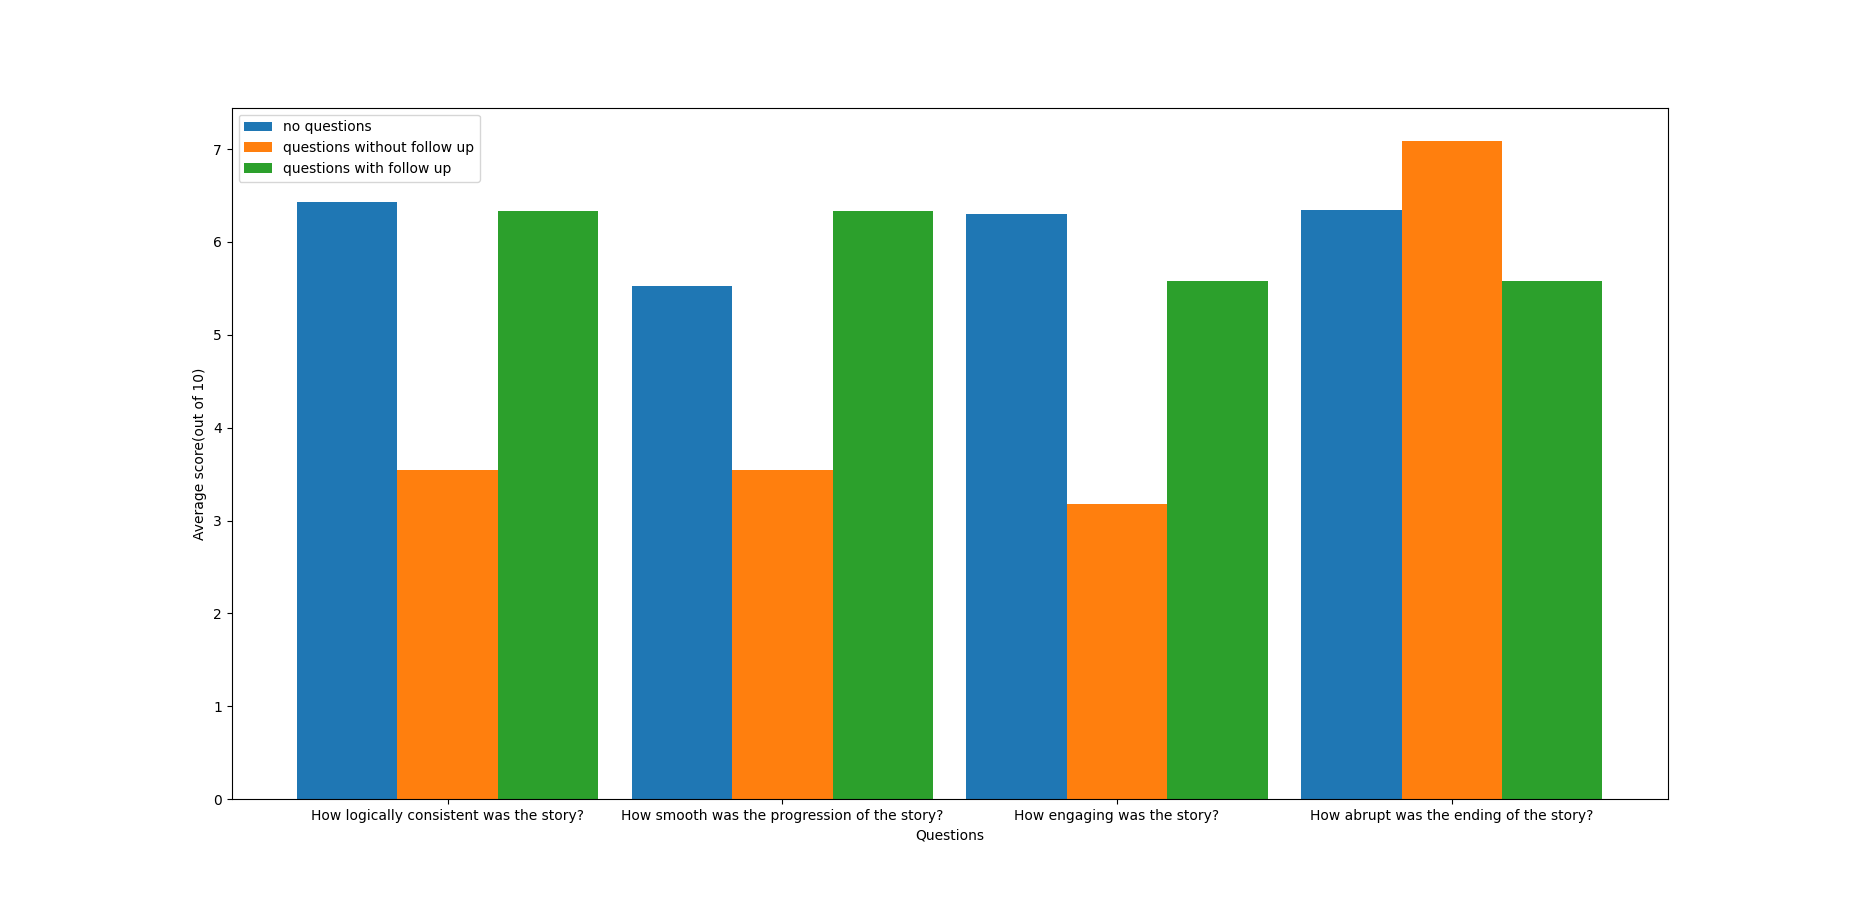 no questions
questions without follow up
questions with follow up
7
6
5
4
3
2
1
0
Average score(out of 10)
How logically consistent was the story?
How smooth was the progression of the story?
How engaging was the story?
How abrupt was the ending of the story?
Questions